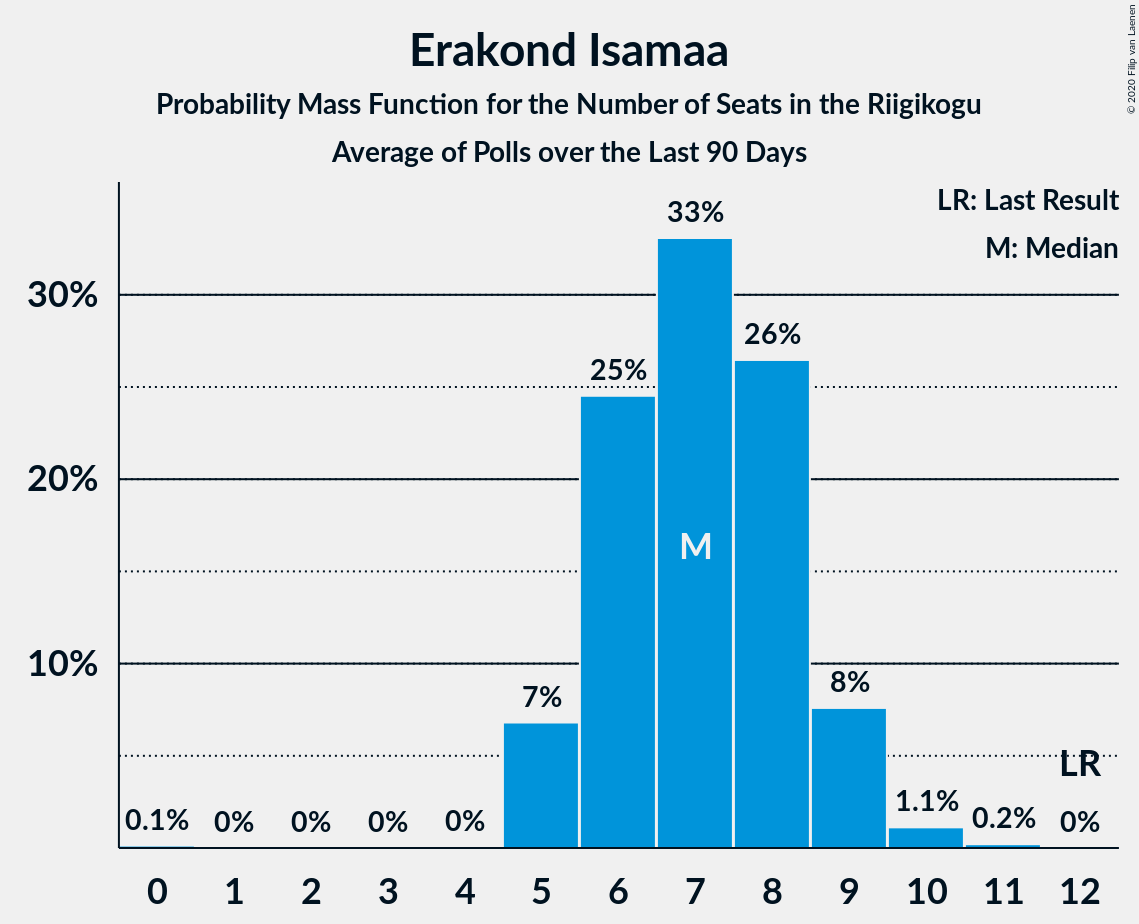 Erakond Isamaa
Probability Mass Function for the Number of Seats in the Riigikogu
Average of Polls over the Last 90 Days
© 2020 Filip van Laenen
LR: Last Result
M: Median
33%
30%
26%
25%
20%
M
10%
8%
7%
LR
1.1%
0.1% 0% 0% 0% 0% 0.2% 0%
0 1 2 3 4 5 6 7 8 9 10 11 12